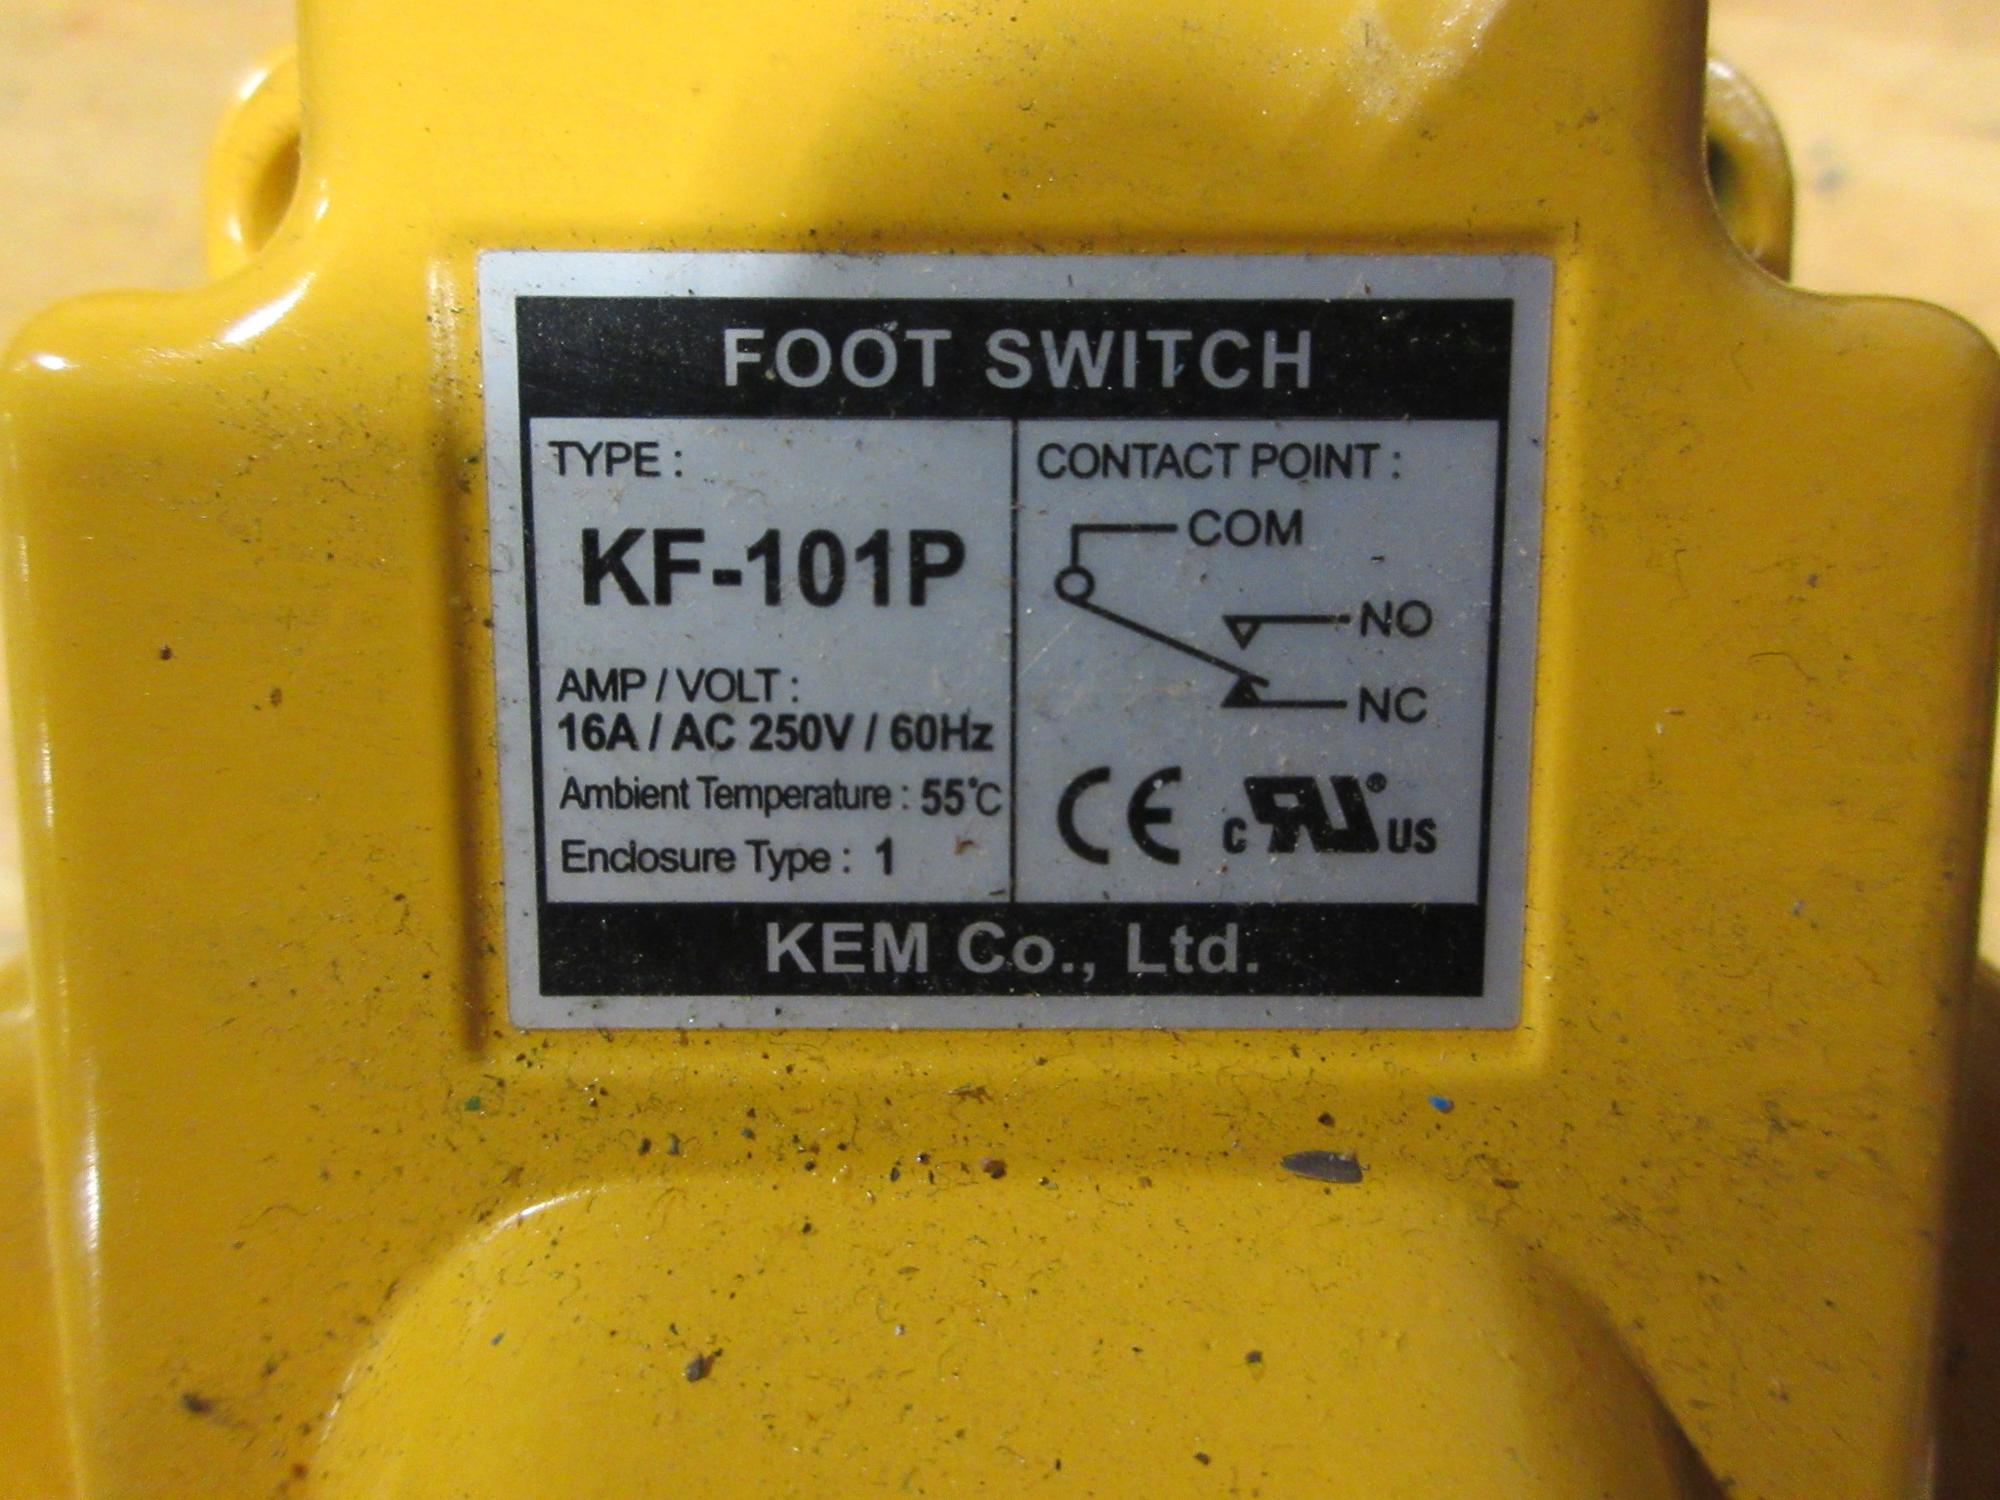 FOOT SWITCH
TYPE :
KF-101P
AMP / VOLT :
16A / AC 250V / 60Hz
Ambient Temperature : 55°C
Enclosure Type : 1
CONTACT POINT :
COM
NO
NC
CE c RU® US
KEM Co., Ltd.